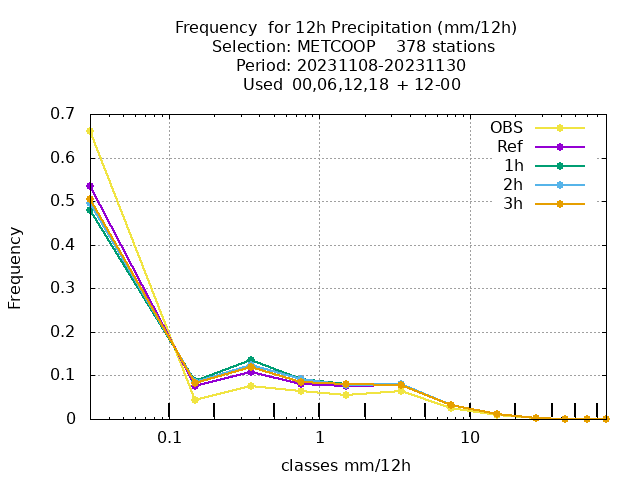 Frequency  for 12h Precipitation (mm/12h)
Selection: METCOOP    378 stations
Period: 20231108-20231130
Used  00,06,12,18  + 12-00
0.7
0.6
0.5
0.4
0.3
0.2
0.1
0
Frequency
OBS
Ref
1h
2h
3h
0.1 1 10
classes mm/12h